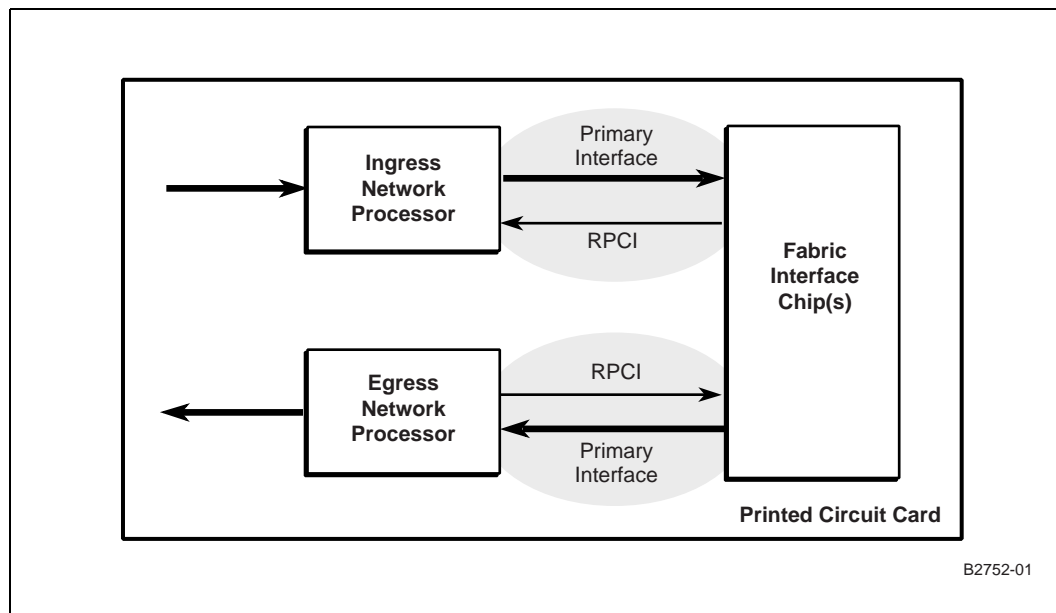 Ingress
Network
Processor
Primary
Interface
RPCI
Fabric
Interface
Chip(s)
Egress
Network
Processor
RPCI
Primary
Interface
Printed Circuit Card
B2752-01